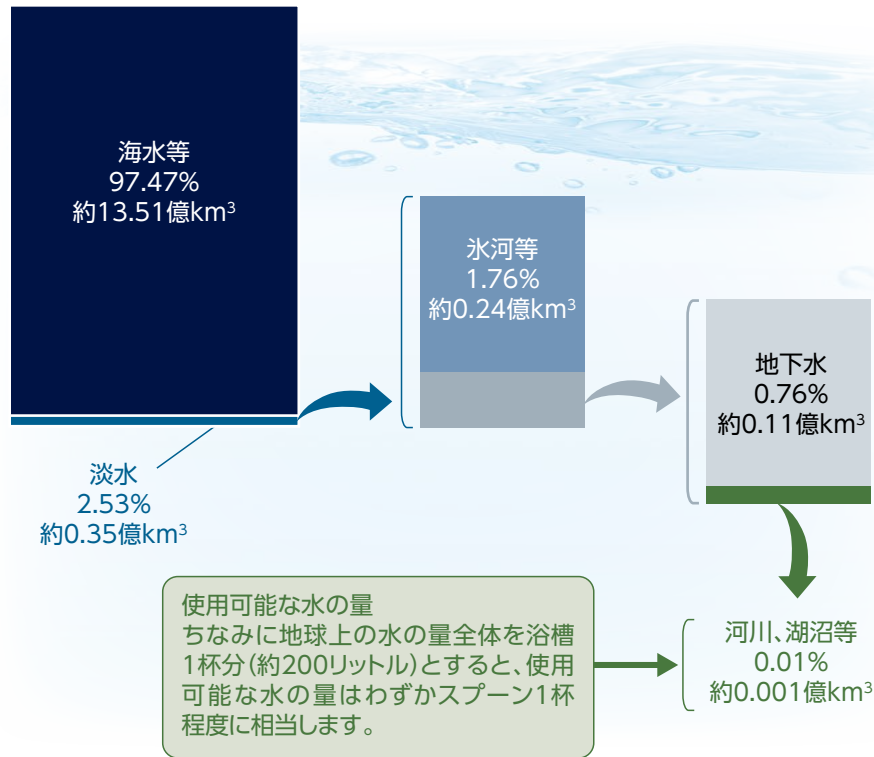 海水等
97.47%
約13.51億km³
淡水
2.53%
約0.35億km³
氷河等
1.76%
約0.24億km³
地下水
0.76%
約0.11億km³
使用可能な水の量
ちなみに地球上の水の量全体を浴槽
1杯分(約200リットル)とすると、使用
可能な水の量はわずかスプーン1杯
程度に相当します。
河川、湖沼等
0.01%
約0.001億km³